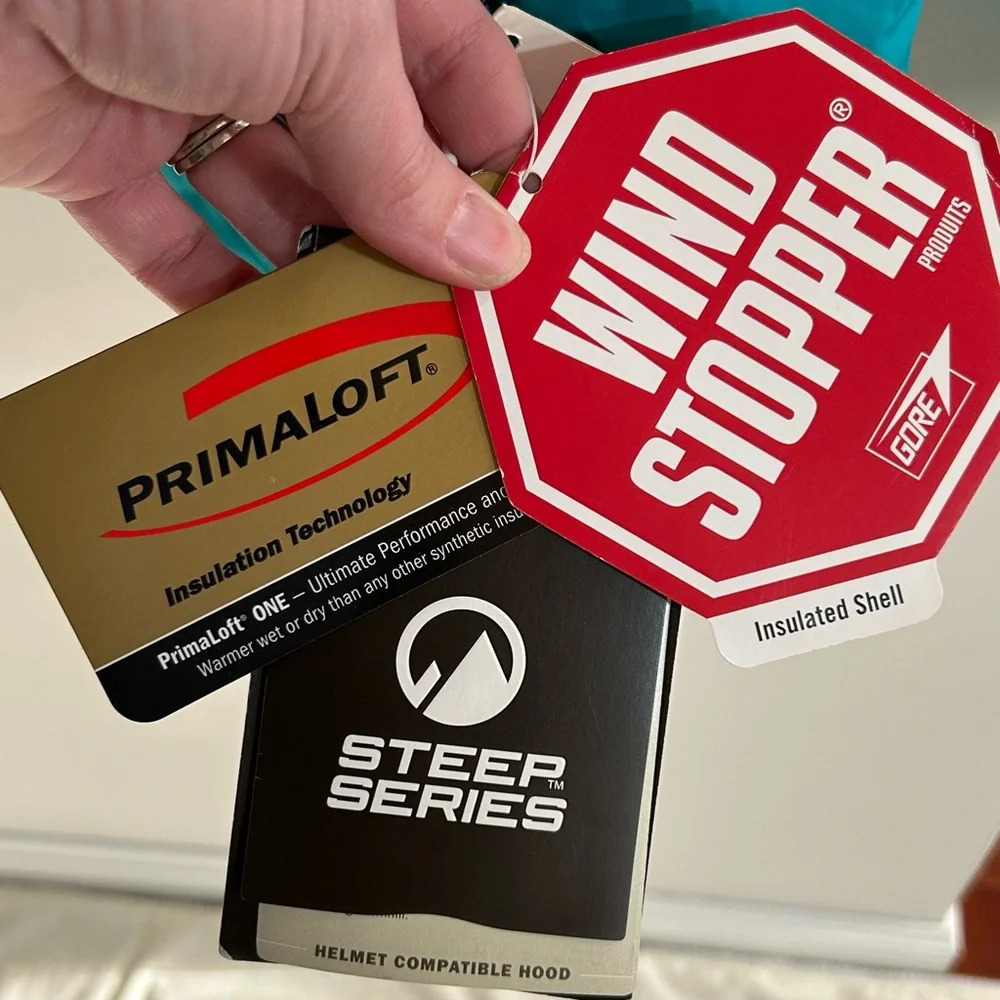 PRIMALOFT®
Insulation Technology
PrimaLoft® ONE – Ultimate Performance and
Warmer wet or dry than any other synthetic
WIND
STOPPER®
PRODUITS
GORE
Insulated Shell
STEEP
SERIES™
HELMET COMPATIBLE HOOD